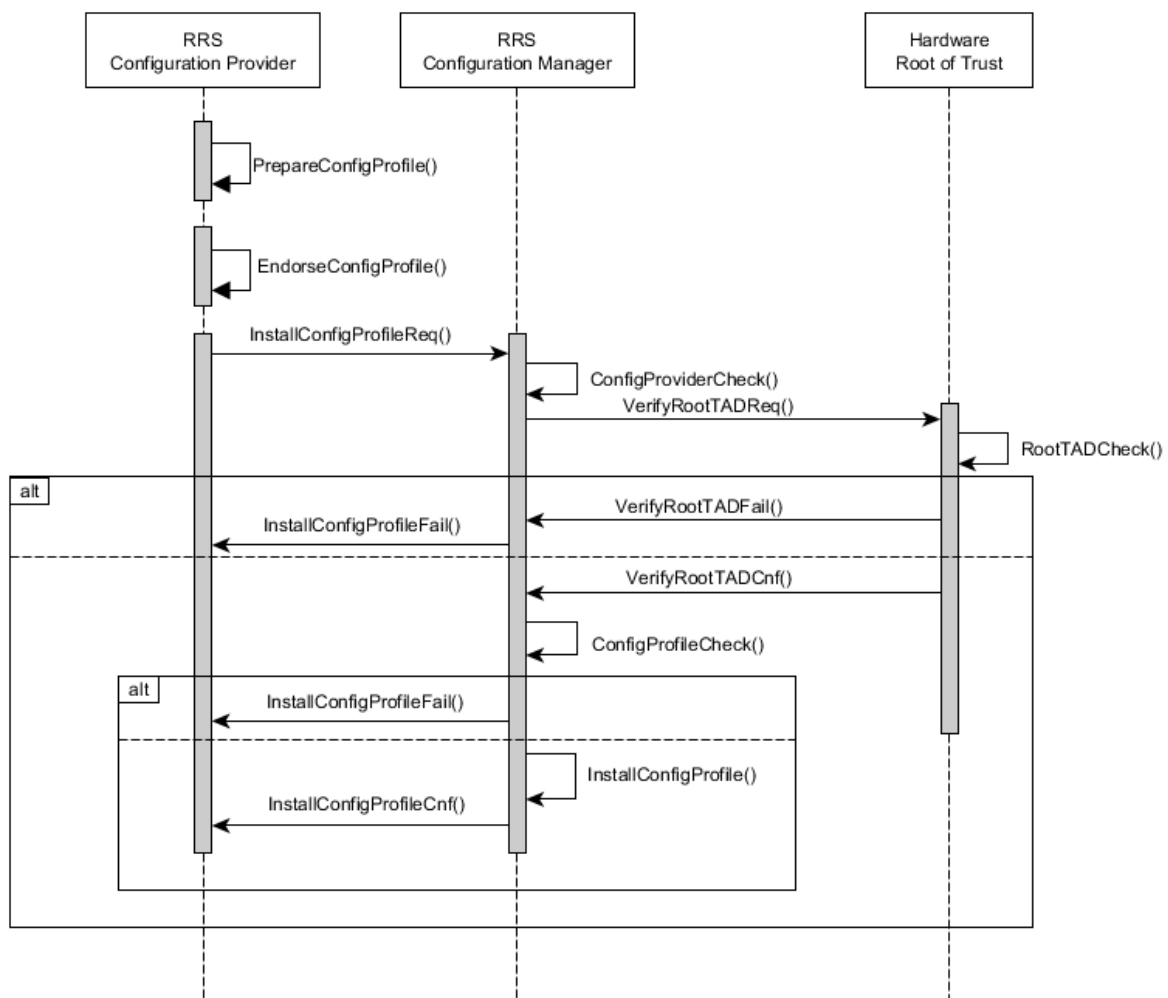 RRS
Configuration Provider
RRS
Configuration Manager
Hardware
Root of Trust
PrepareConfigProfile()
EndorseConfigProfile()
InstallConfigProfileReq()
ConfigProviderCheck()
VerifyRootTADReq()
RootTADCheck()
alt
VerifyRootTADFail()
InstallConfigProfileFail()
VerifyRootTADCnf()
ConfigProfileCheck()
alt
InstallConfigProfileFail()
InstallConfigProfile()
InstallConfigProfileCnf()